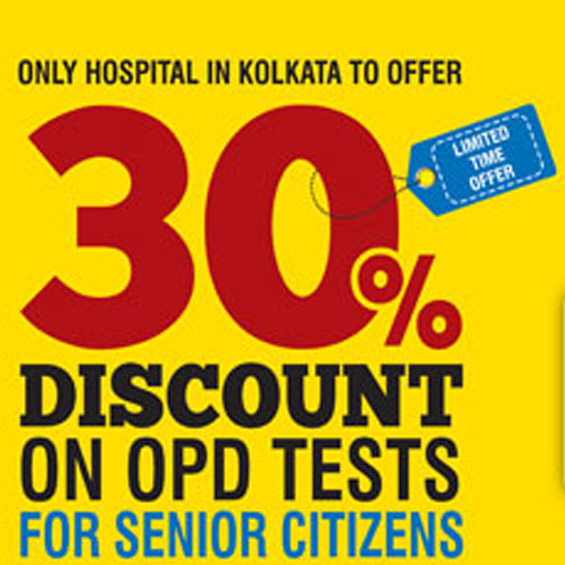 ONLY HOSPITAL IN KOLKATA TO OFFER
30%
LIMITED
TIME
OFFER
DISCOUNT
ON OPD TESTS
FOR SENIOR CITIZENS